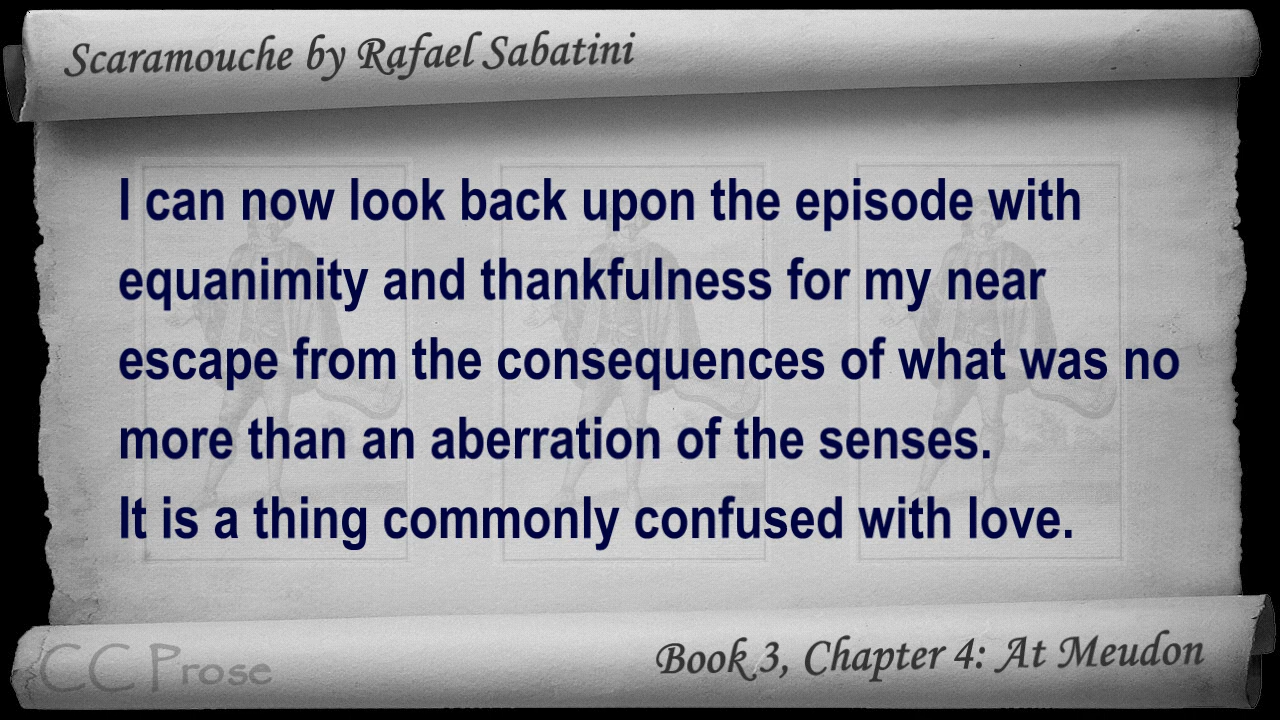 Scaramouche by Rafael Sabatini
I can now look back upon the episode with
equanimity and thankfulness for my near
escape from the consequences of what was no
more than an aberration of the senses.
It is a thing commonly confused with love.
CC Prose
Book 3, Chapter 4: At Meudon